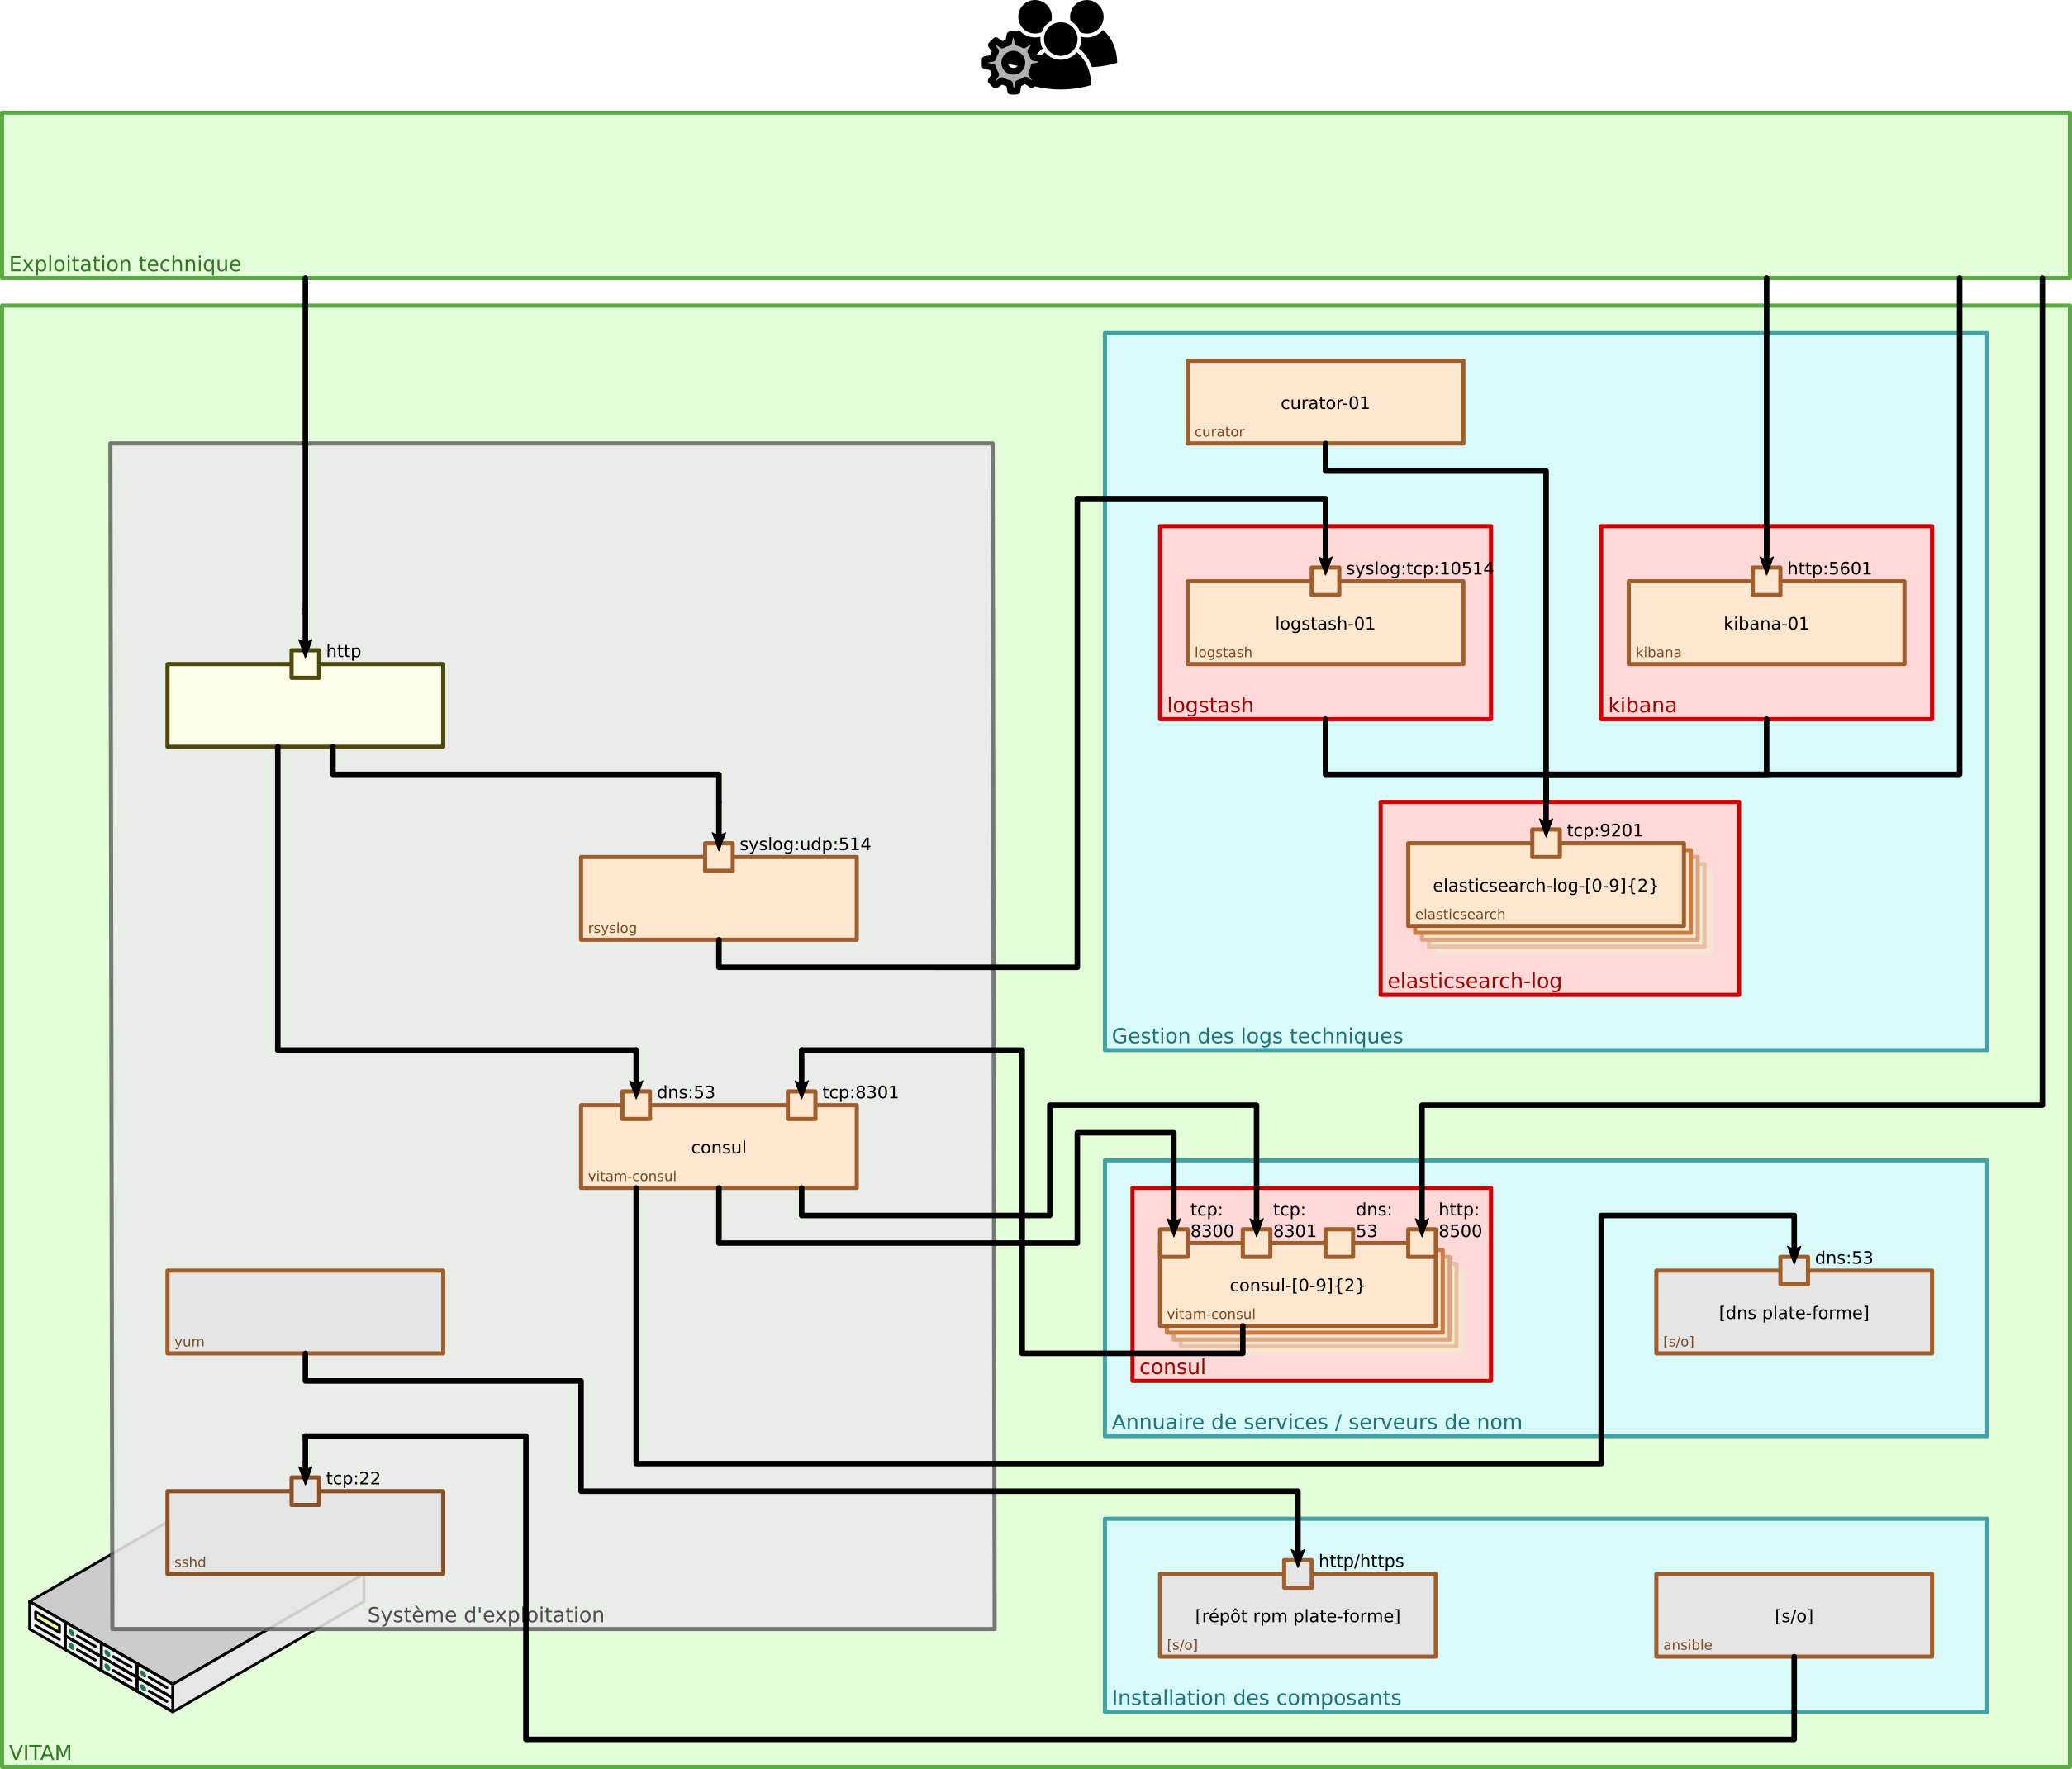 Exploitation technique
curator-01
curator
syslog:tcp:10514
logstash-01
logstash
logstash
http:5601
kibana-01
kibana
kibana
http
syslog:udp:514
rsyslog
tcp:9201
elasticsearch-log-[0-9]{2}
elasticsearch
elasticsearch-log
Gestion des logs techniques
dns:53
tcp:8301
consul
vitam-consul
tcp:
8300
tcp:
8301
dns:
53
http:
8500
consul-[0-9]{2}
vitam-consul
consul
dns:53
[dns plate-forme]
[s/o]
Annuaire de services / serveurs de nom
yum
tcp:22
sshd
Système d'exploitation
http/https
[répôt rpm plate-forme]
[s/o]
[s/o]
ansible
Installation des composants
VITAM